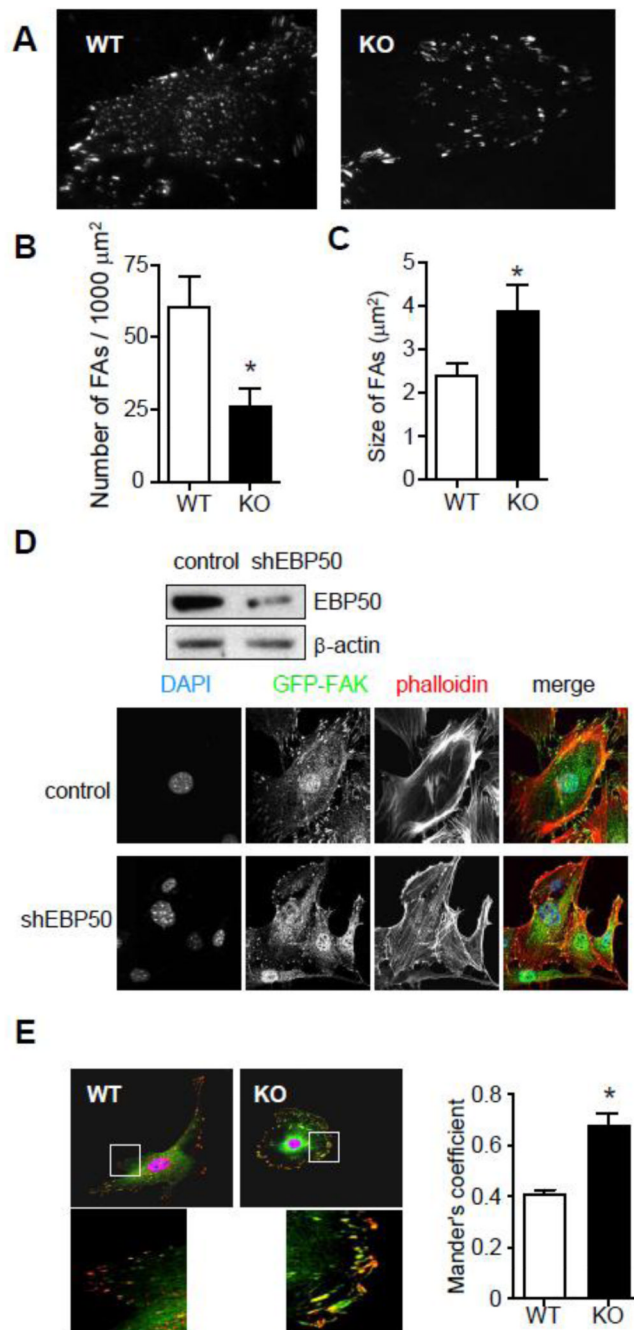 A
WT
KO
B
Number of FAs / 1000 μm²
75
50
25
0
*
WT KO
C
Size of FAs (μm²)
5
4
3
2
1
0
*
WT KO
D
control shEBP50
EBP50
β-actin
DAPI GFP-FAK phalloidin merge
control
shEBP50
E
WT
KO
Mander's coefficient
0.8
0.6
0.4
0.2
0
*
WT KO